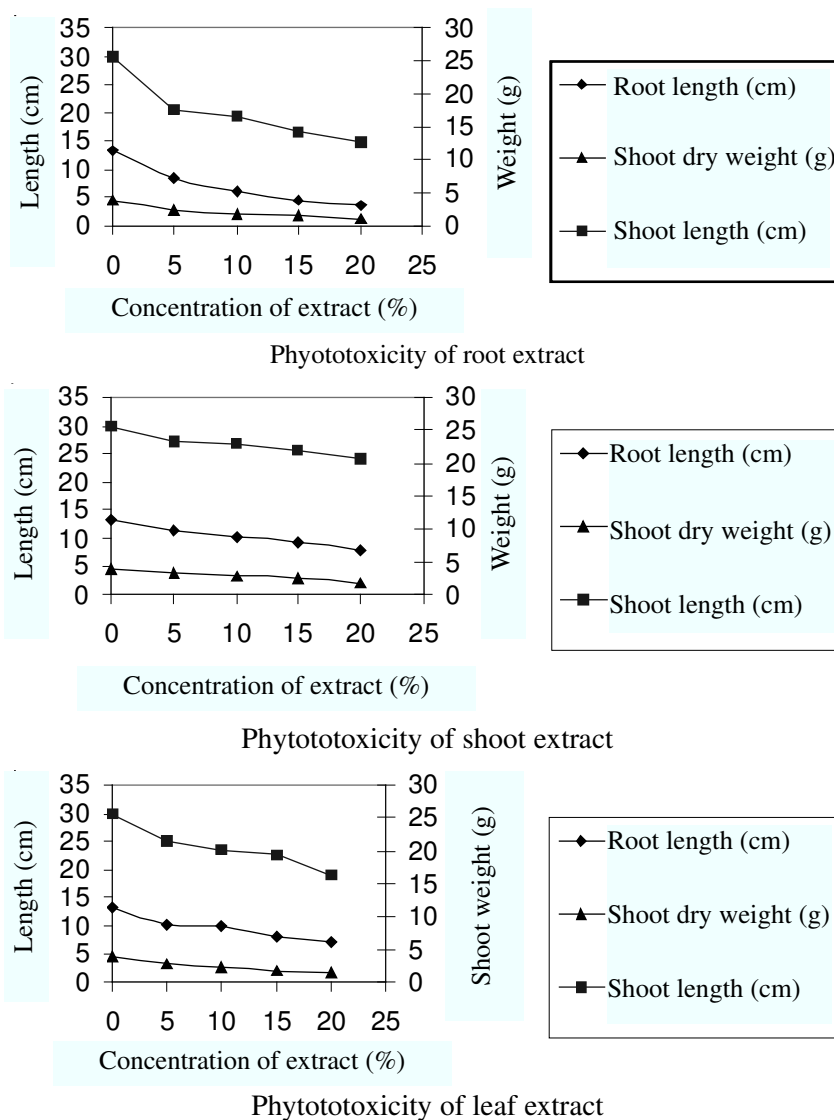 35
30
25
20
15
10
5
0
Length (cm)
30
25
20
15
10
5
0
Weight (g)
0 5 10 15 20 25
Concentration of extract (%)
Root length (cm)
Shoot dry weight (g)
Shoot length (cm)
Phyototoxicity of root extract
35
30
25
20
15
10
5
0
Length (cm)
30
25
20
15
10
5
0
Weight (g)
0 5 10 15 20 25
Concentration of extract (%)
Root length (cm)
Shoot dry weight (g)
Shoot length (cm)
Phytototoxicity of shoot extract
35
30
25
20
15
10
5
0
Length (cm)
30
25
20
15
10
5
0
Shoot weight (g)
0 5 10 15 20 25
Concentration of extract (%)
Root length (cm)
Shoot dry weight (g)
Shoot length (cm)
Phytototoxicity of leaf extract